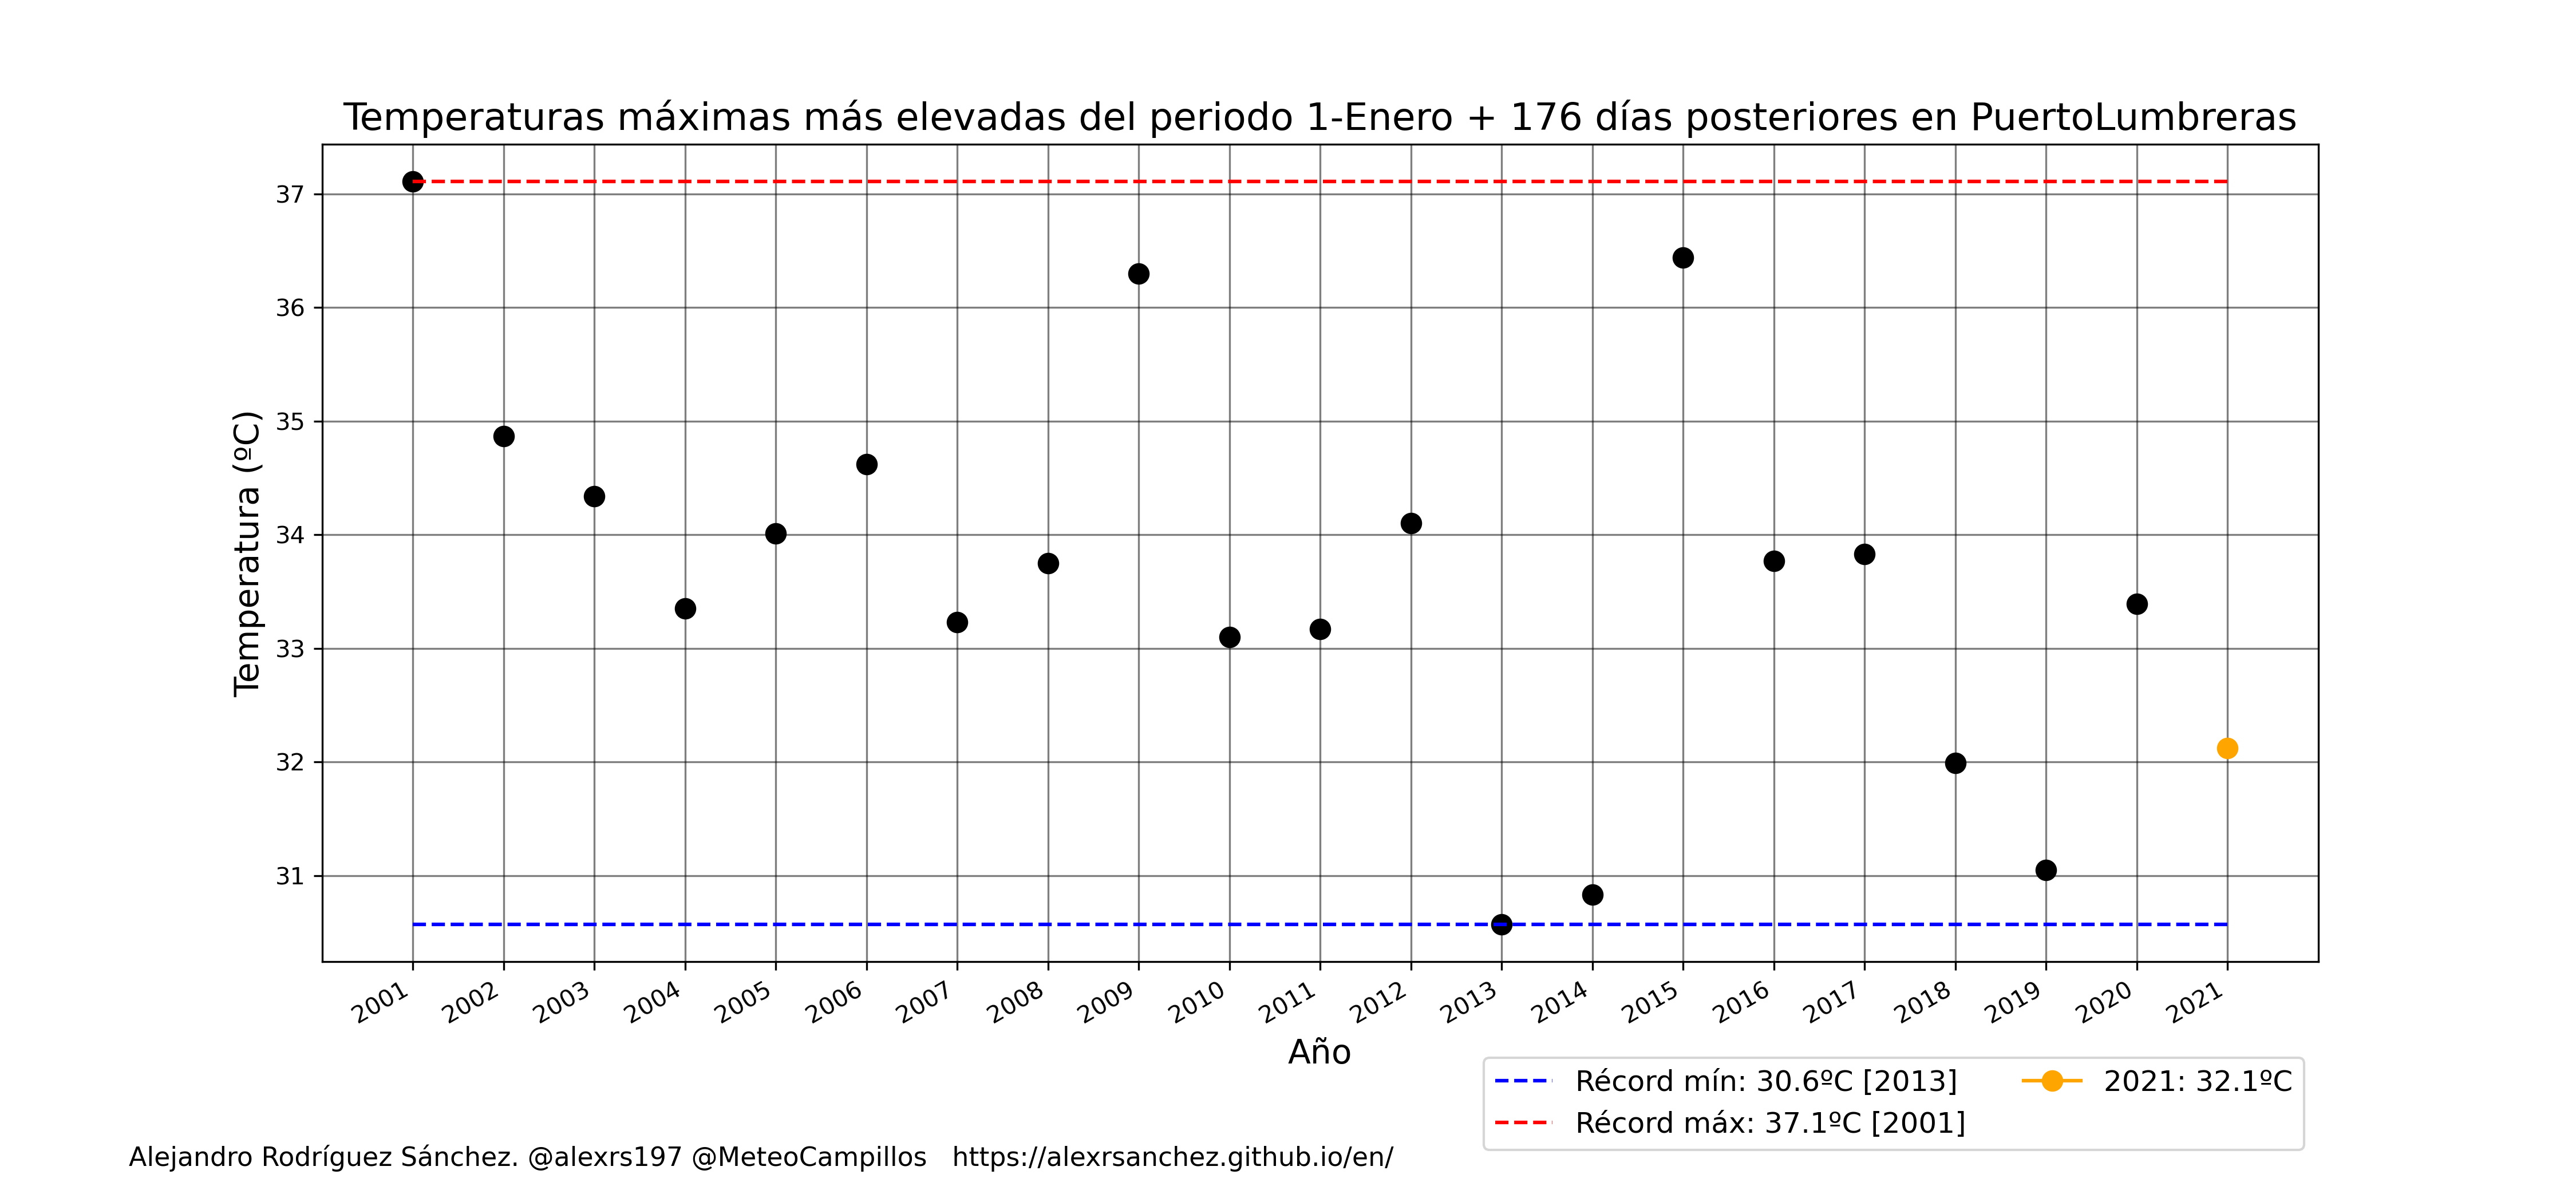 Temperaturas máximas más elevadas del periodo 1-Enero + 176 días posteriores en PuertoLumbreras
Temperatura (ºC)
37
36
35
34
33
32
31
2001 2002 2003 2004 2005 2006 2007 2008 2009 2010 2011 2012 2013 2014 2015 2016 2017 2018 2019 2020 2021
Año
Récord mín: 30.6ºC [2013]
Récord máx: 37.1ºC [2001]
2021: 32.1ºC
Alejandro Rodríguez Sánchez. @alexrs197 @MeteoCampillos https://alexrsanchez.github.io/en/